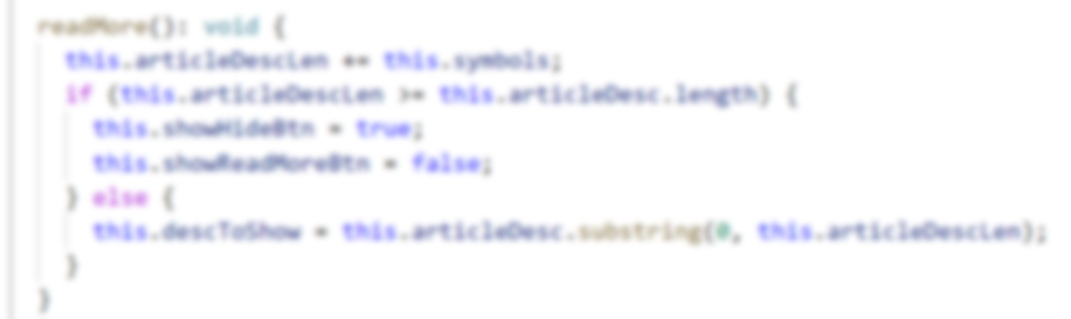 readMore(): void {
this.articleDescLen += this.symbols;
if (this.articleDescLen >= this.articleDesc.length) {
this.showHideBtn = true;
this.showReadMoreBtn = false;
} else {
this.descToShow = this.articleDesc.substring(0, this.articleDescLen);
}
}